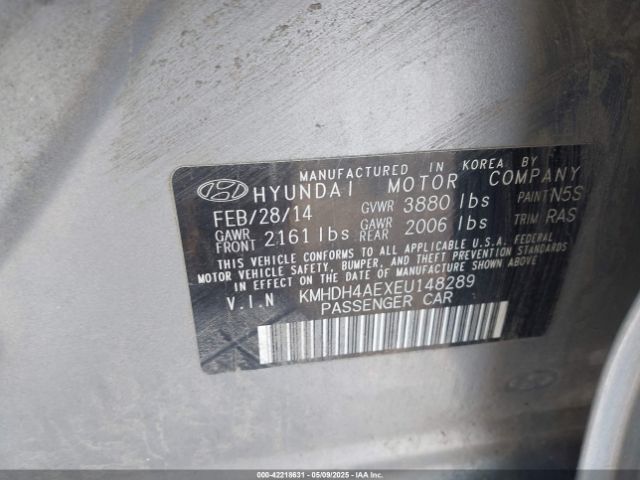 MANUFACTURED IN KOREA BY
HYUNDAI MOTOR COMPANY
FEB/28/14 GVWR 3880 lbs PAINT N5S
GAWR FRONT 2161 lbs GAWR REAR 2006 lbs TRIM RAS
THIS VEHICLE CONFORMS TO ALL APPLICABLE U.S.A. FEDERAL
MOTOR VEHICLE SAFETY, BUMPER, AND THEFT PREVENTION STANDARDS
IN EFFECT ON THE DATE OF MANUFACTURE SHOWN ABOVE.
V.I.N KMHDH4AEXEU148289
PASSENGER CAR
000-42218631 - 05/09/2025 - IAAI.COM